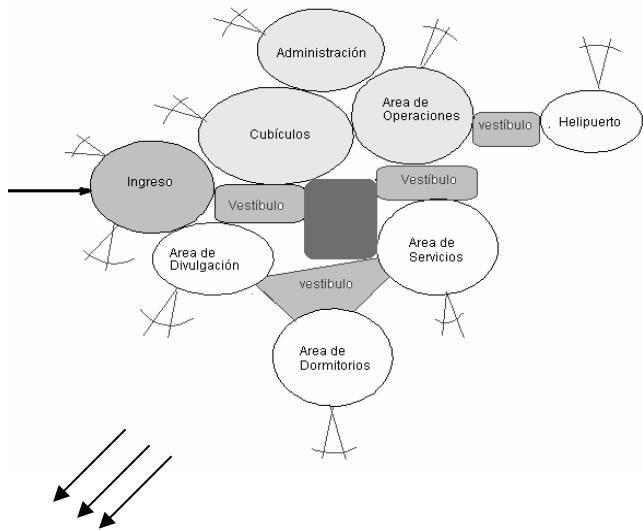 Administración
Area de
Operaciones
vestíbulo
Helipuerto
Cubículos
Ingreso
Vestíbulo
Vestíbulo
Area de
Divulgación
Area de
Servicios
vestibulo
Area de
Dormitorios